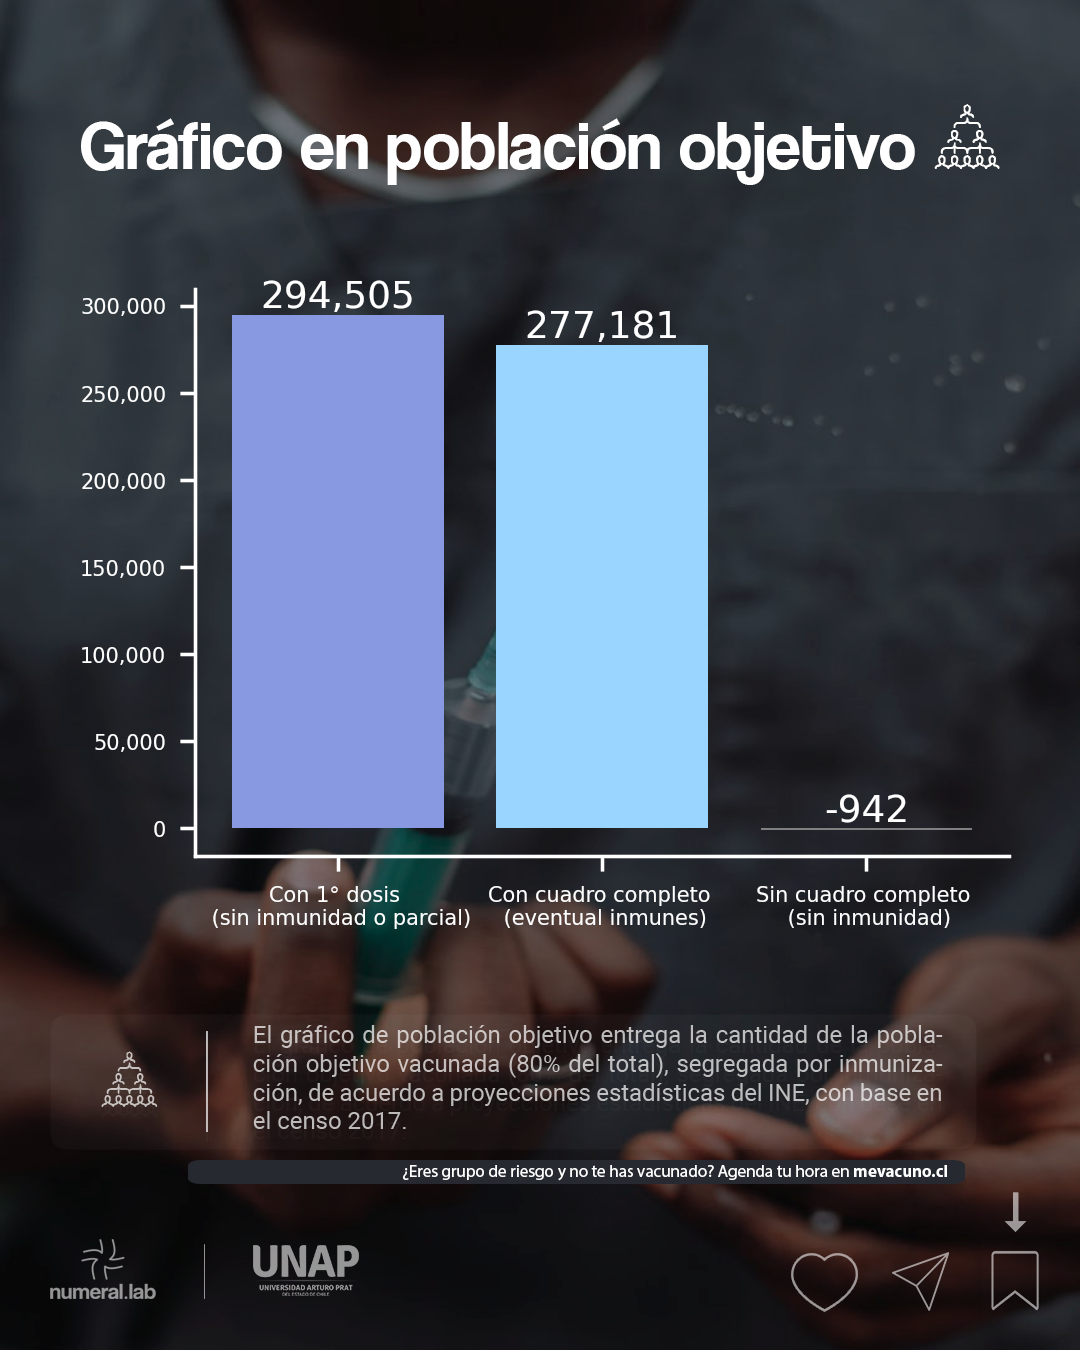 Gráfico en población objetivo
294,505
277,181
-942
300,000
250,000
200,000
150,000
100,000
50,000
0
Con 1° dosis
(sin inmunidad o parcial)
Con cuadro completo
(eventual inmunes)
Sin cuadro completo
(sin inmunidad)
El gráfico de población objetivo entrega la cantidad de la pobla-
ción objetivo vacunada (80% del total), segregada por inmuniza-
ción, de acuerdo a proyecciones estadísticas del INE, con base en
el censo 2017.
¿Eres grupo de riesgo y no te has vacunado? Agenda tu hora en mevacuno.cl
numeral.lab
UNAP
UNIVERSIDAD ARTURO PRAT
DEL ESTADO DE CHILE